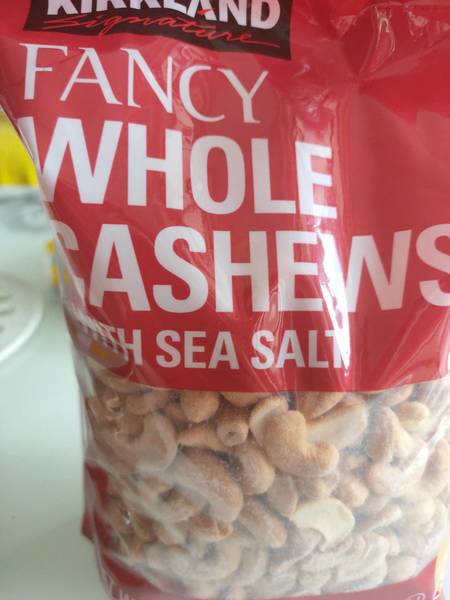 KIRKLAND
Signature
FANCY
WHOLE
CASHEWS
WITH SEA SALT